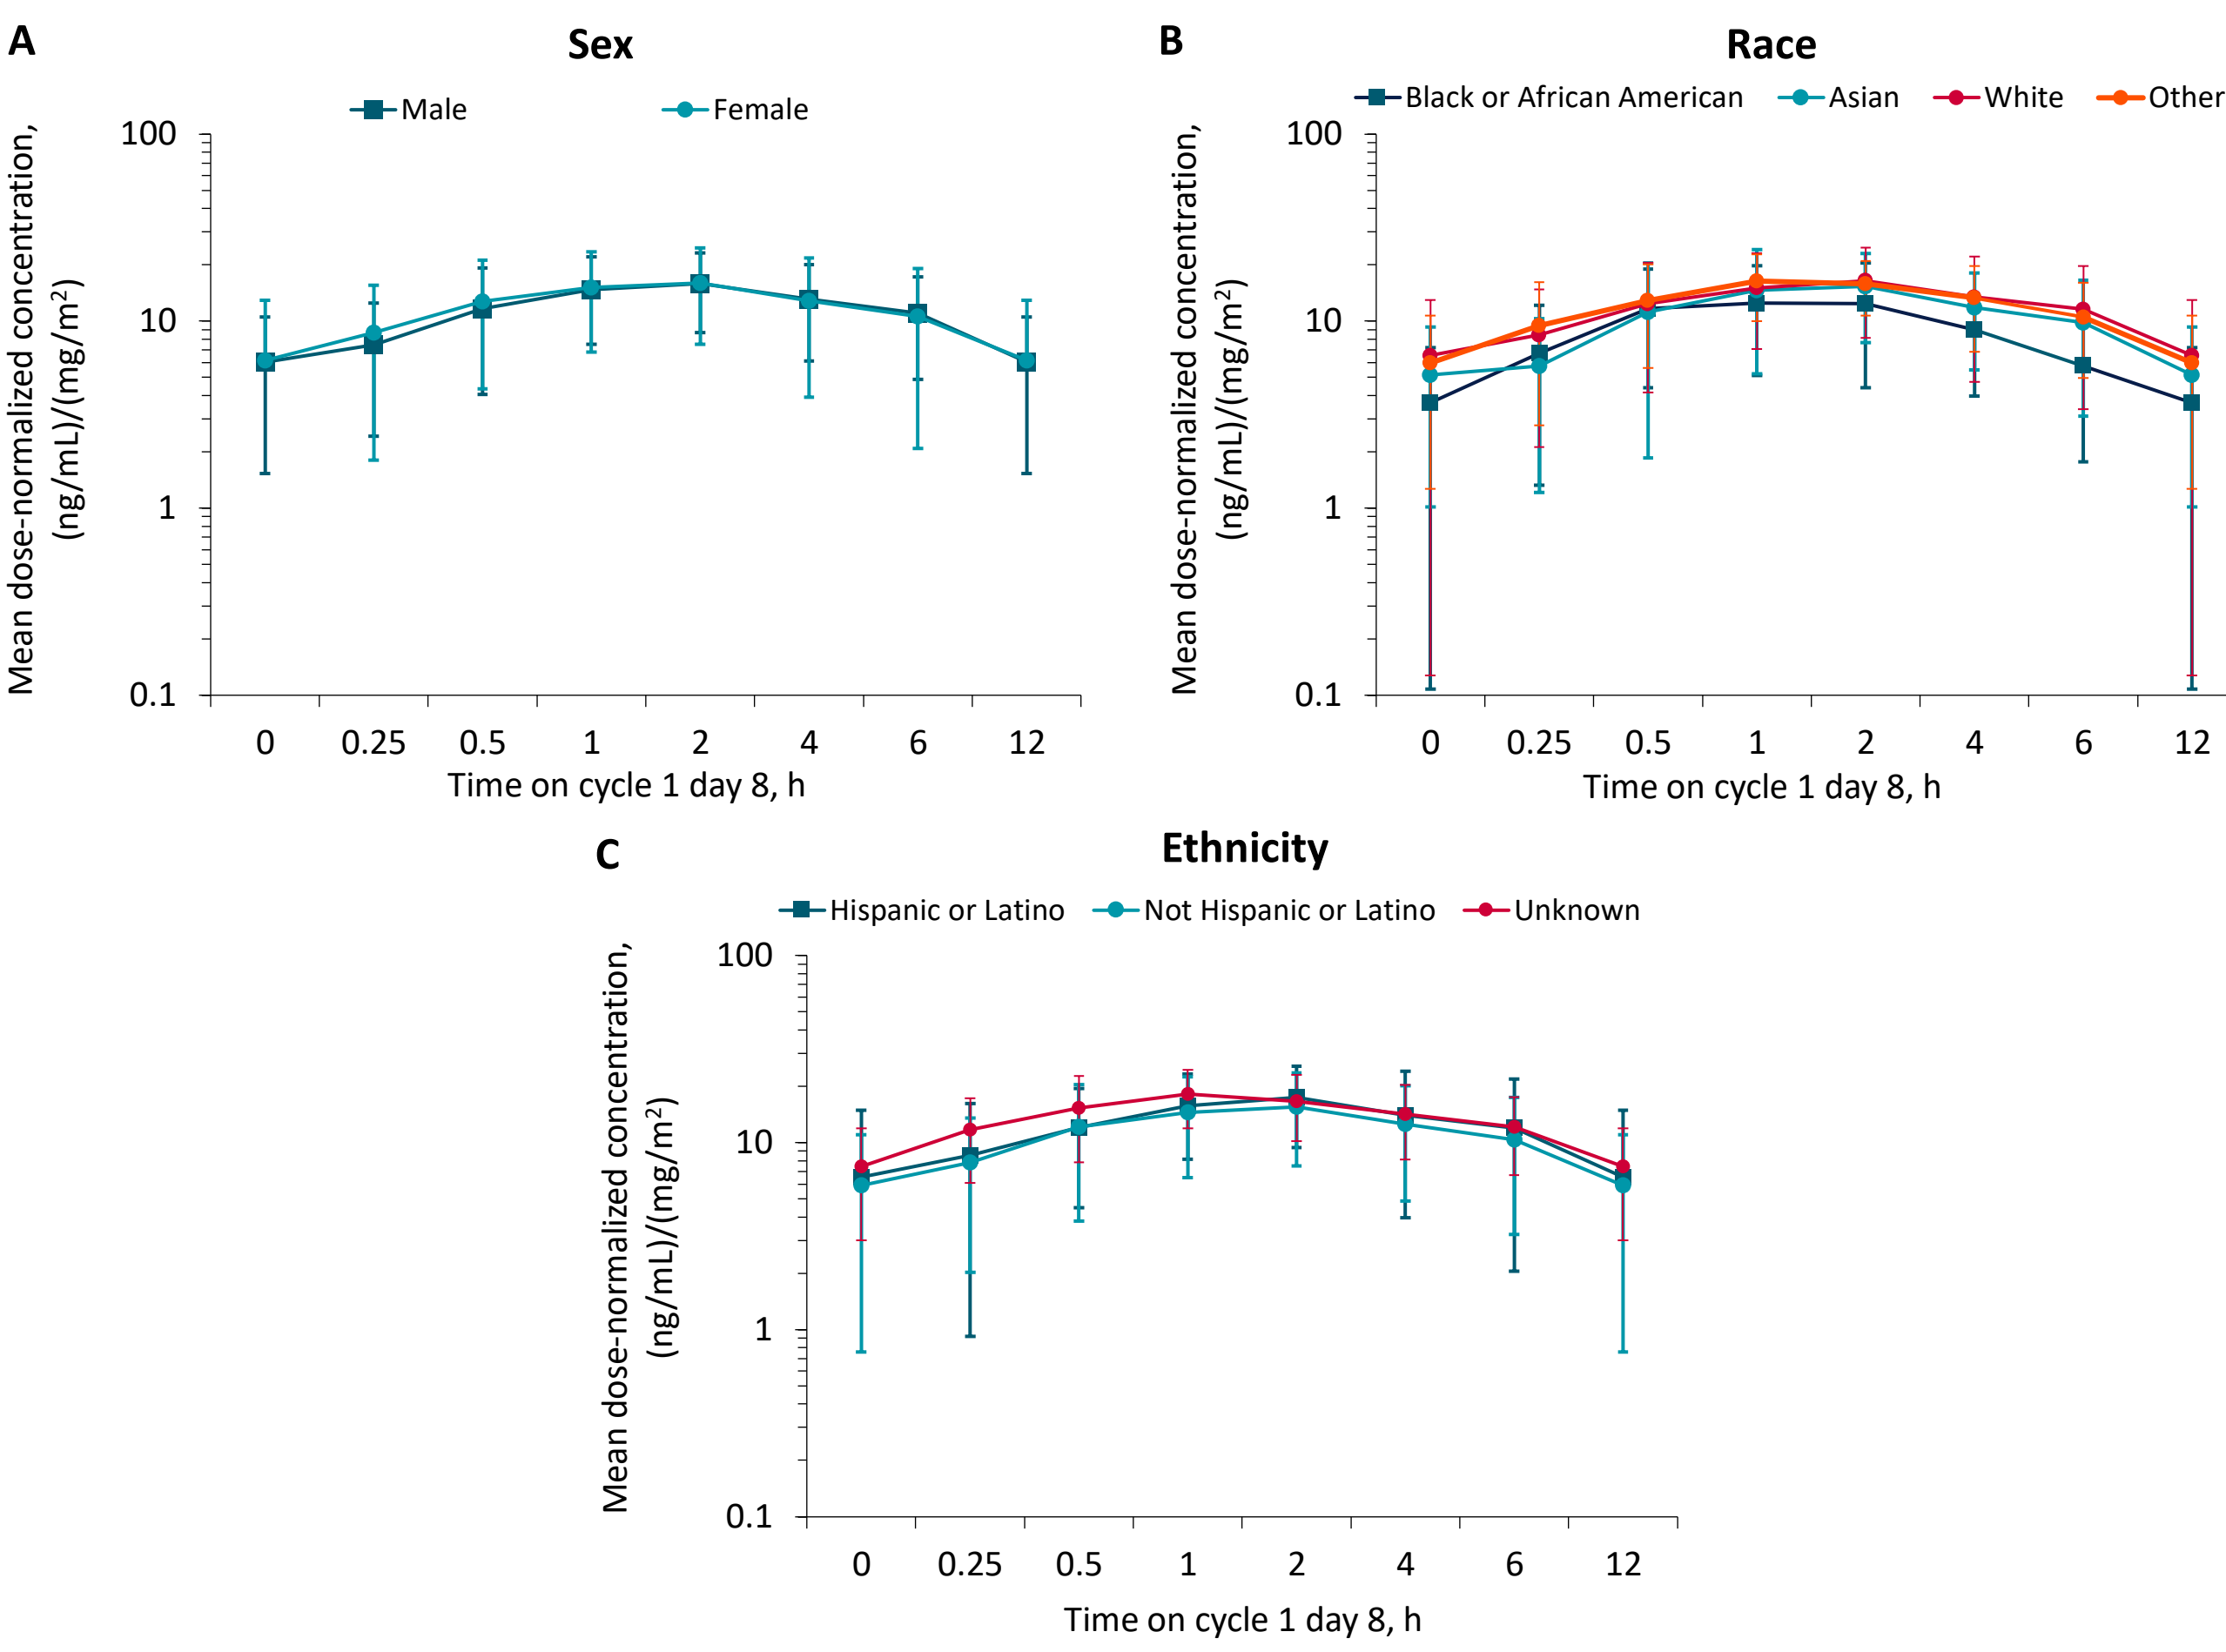 A
Sex
Male Female
Mean dose-normalized concentration,
(ng/mL)/(mg/m²)
100
10
1
0.1
0 0.25 0.5 1 2 4 6 12
Time on cycle 1 day 8, h
B
Race
Black or African American Asian White Other
Mean dose-normalized concentration,
(ng/mL)/(mg/m²)
100
10
1
0.1
0 0.25 0.5 1 2 4 6 12
Time on cycle 1 day 8, h
C
Ethnicity
Hispanic or Latino Not Hispanic or Latino Unknown
Mean dose-normalized concentration,
(ng/mL)/(mg/m²)
100
10
1
0.1
0 0.25 0.5 1 2 4 6 12
Time on cycle 1 day 8, h